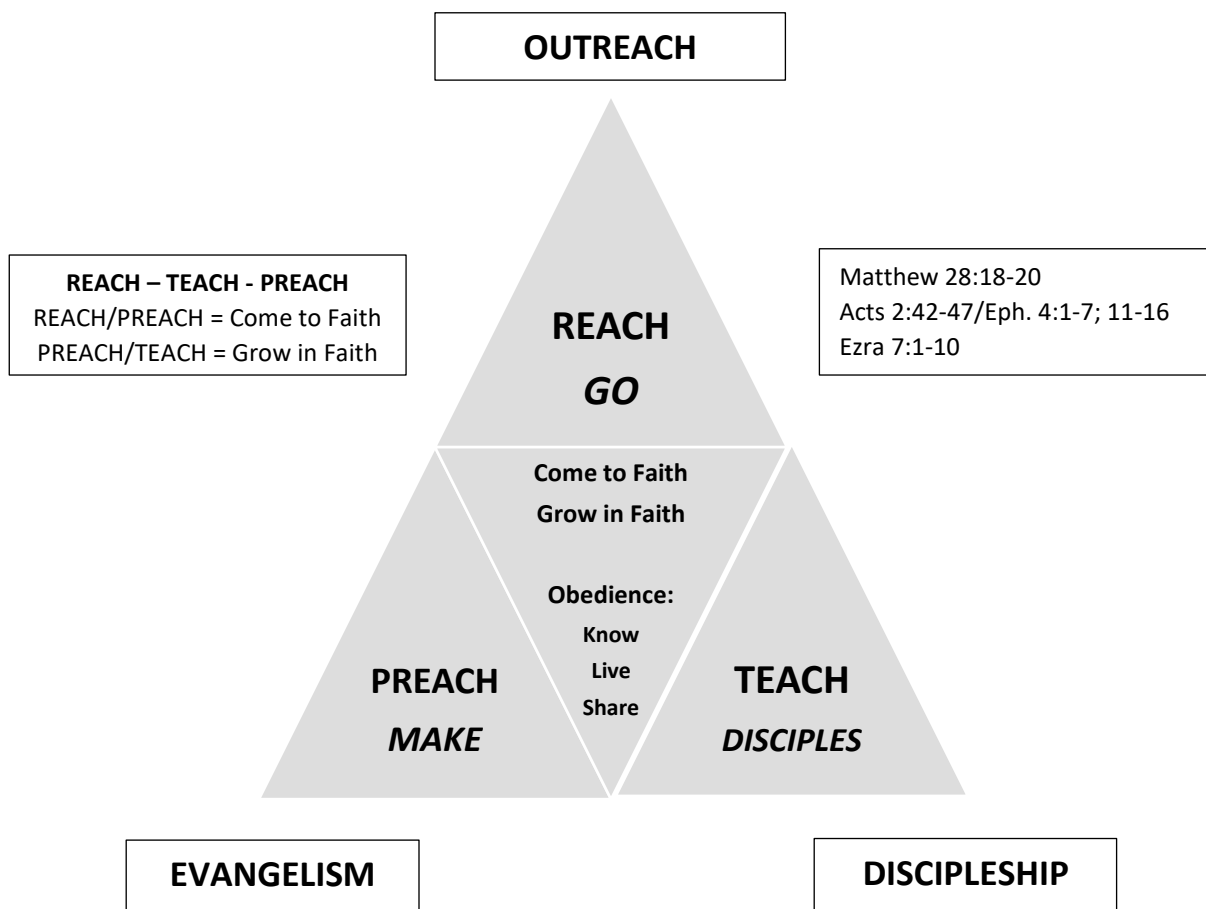 OUTREACH
REACH – TEACH - PREACH
REACH/PREACH = Come to Faith
PREACH/TEACH = Grow in Faith
Matthew 28:18-20
Acts 2:42-47/Eph. 4:1-7; 11-16
Ezra 7:1-10
REACH
GO
Come to Faith
Grow in Faith
Obedience:
Know
Live
Share
PREACH
MAKE
TEACH
DISCIPLES
EVANGELISM
DISCIPLESHIP